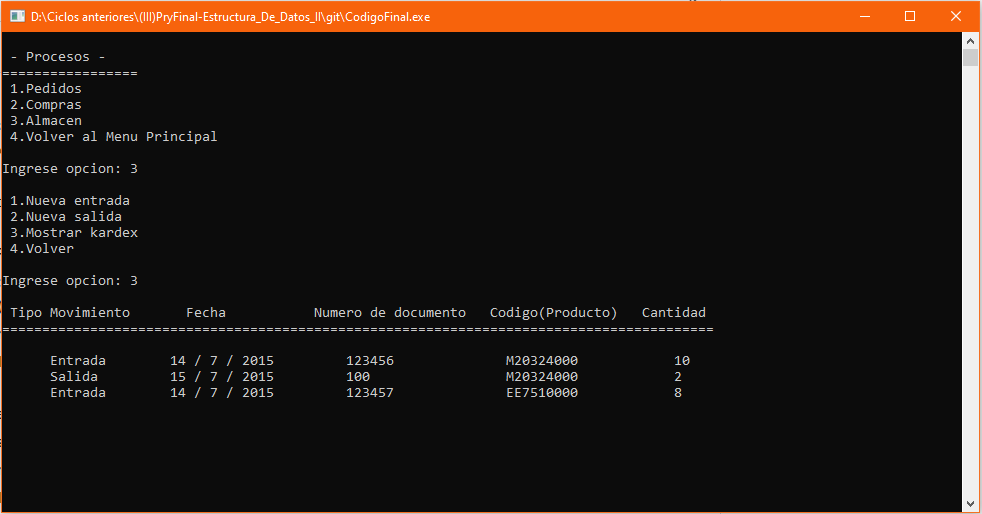 D:\Ciclos anteriores\(III)PryFinal-Estructura_De_Datos_II\git\CodigoFinal.exe
- Procesos -
=================
1.Pedidos
2.Compras
3.Almacen
4.Volver al Menu Principal
Ingrese opcion: 3
1.Nueva entrada
2.Nueva salida
3.Mostrar kardex
4.Volver
Ingrese opcion: 3
Tipo Movimiento       Fecha           Numero de documento   Codigo(Producto)   Cantidad
=========================================================================================
Entrada        14 / 7 / 2015         123456              M20324000            10
Salida         15 / 7 / 2015         100                 M20324000            2
Entrada        14 / 7 / 2015         123457              EE7510000            8